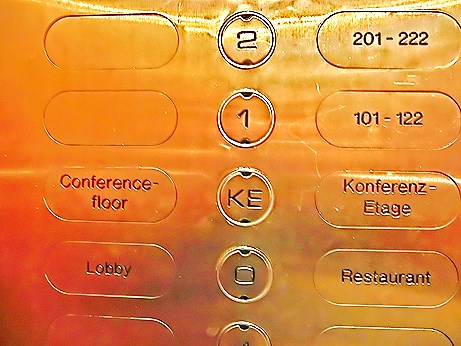 2 201 - 222
1 101 - 122
Conference-
floor
KE
Konferenz-
Etage
Lobby 0 Restaurant